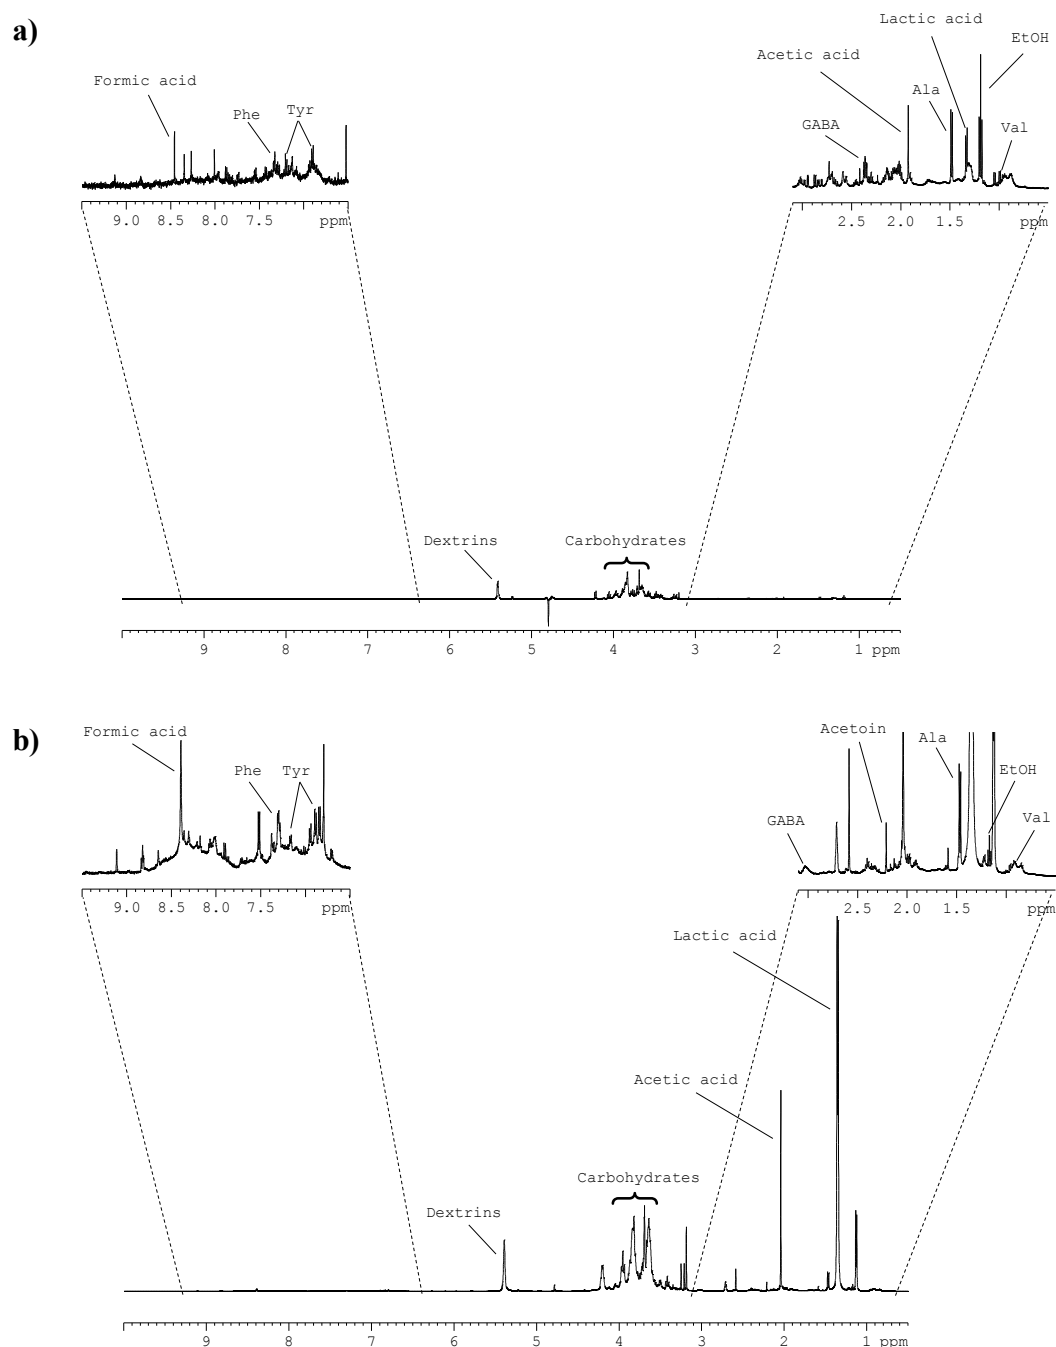 a)
Lactic acid
EtOH
Acetic acid
Formic acid
Ala
Phe
Tyr
GABA
Val
9.0 8.5 8.0 7.5 ppm
2.5 2.0 1.5 ppm
Dextrins
Carbohydrates
9 8 7 6 5 4 3 2 1 ppm
b)
Formic acid
Acetoin
Ala
Phe
Tyr
EtOH
GABA
Val
9.0 8.5 8.0 7.5 ppm
2.5 2.0 1.5 ppm
Lactic acid
Acetic acid
Carbohydrates
Dextrins
9 8 7 6 5 4 3 2 1 ppm